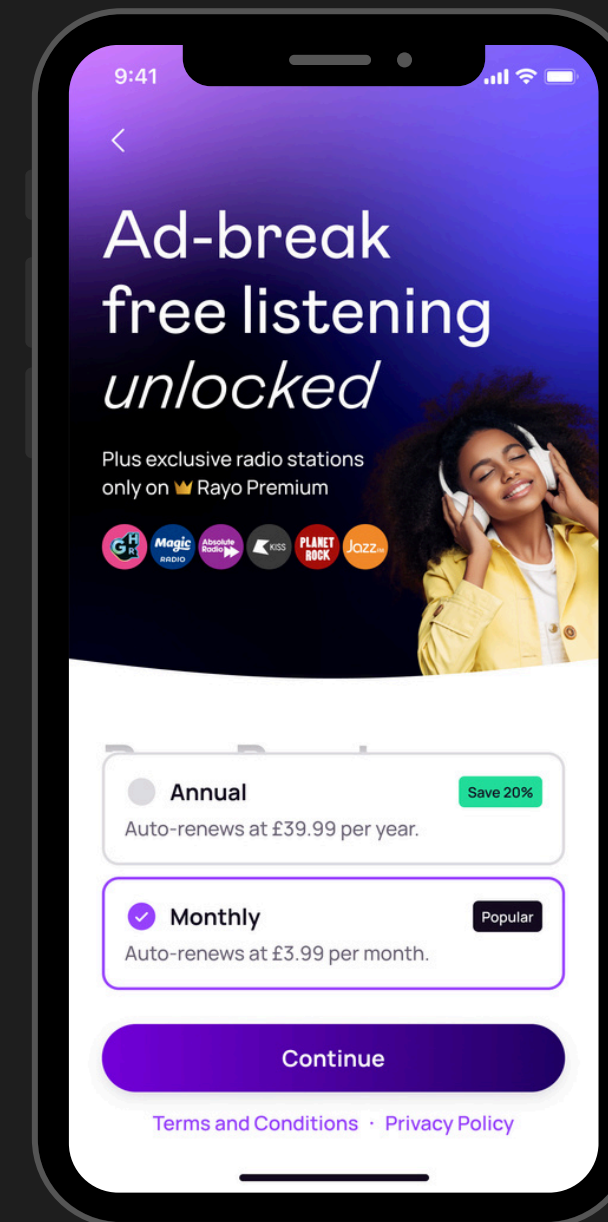 9:41
Ad-break
free listening
unlocked
Plus exclusive radio stations
only on 👑 Rayo Premium
GHR Magic RADIO Absolute Radio KISS PLANET ROCK Jazz FM
Annual Save 20%
Auto-renews at £39.99 per year.
Monthly Popular
Auto-renews at £3.99 per month.
Continue
Terms and Conditions · Privacy Policy